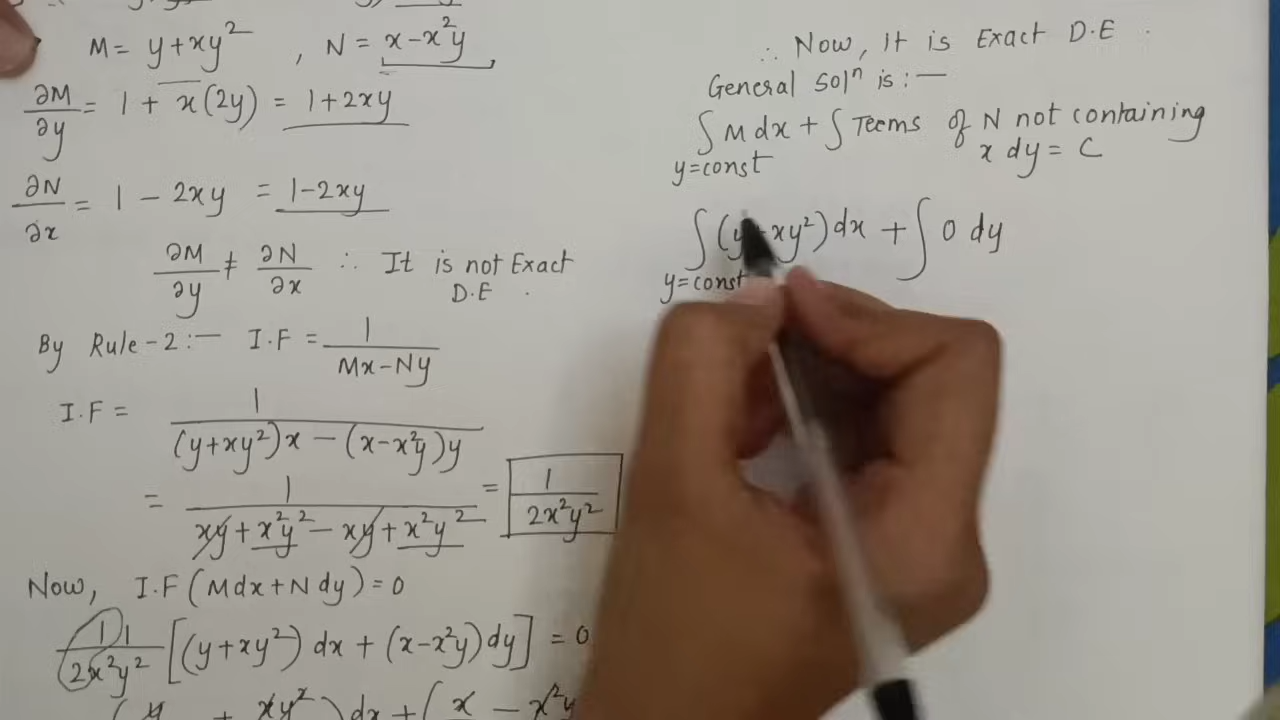 M = y+xy² , N = x-x²y
∂M/∂y = 1 + x(2y) = 1+2xy
∂N/∂x = 1 - 2xy = 1-2xy
∂M/∂y ≠ ∂N/∂x ∴ It is not Exact
D.E .
By Rule-2:- I.F = 1/(Mx-Ny)
I.F = 1/((y+xy²)x - (x-x²y)y)
= 1/(xy+x²y²-xy+x²y²) = 1/(2x²y²)
Now, I.F (Mdx+Ndy)=0
1/(2x²y²) [(y+xy²) dx + (x-x²y)dy] = 0
∴ Now, It is Exact D.E .
General solⁿ is:-
∫ M dx + ∫ Teems of N not containing
y=const x dy = C
∫ (y+xy²)dx + ∫ 0 dy
y=const